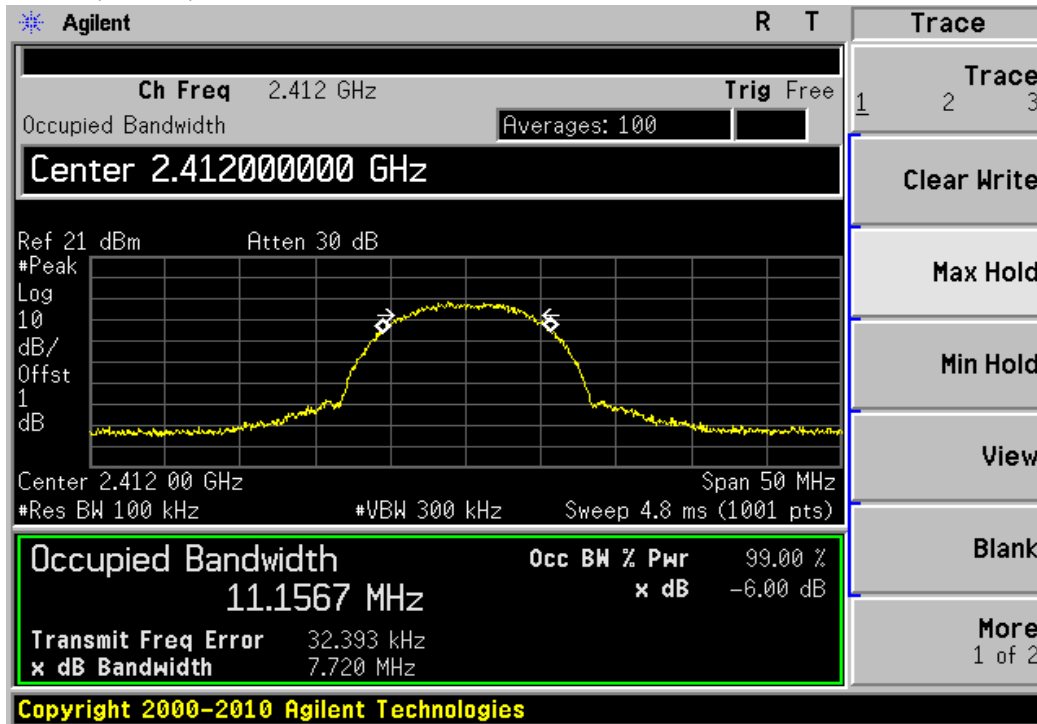 Agilent R T Trace
Ch Freq 2.412 GHz Trig Free
Occupied Bandwidth Averages: 100
Center 2.412000000 GHz
Ref 21 dBm Atten 30 dB
#Peak
Log
10
dB/
Offst
1
dB
Center 2.412 00 GHz Span 50 MHz
#Res BW 100 kHz #VBW 300 kHz Sweep 4.8 ms (1001 pts)
Occupied Bandwidth Occ BW % Pwr 99.00 %
11.1567 MHz x dB -6.00 dB
Transmit Freq Error 32.393 kHz
x dB Bandwidth 7.720 MHz
Copyright 2000-2010 Agilent Technologies
Trace
1 2 3
Clear Write
Max Hold
Min Hold
View
Blank
More
1 of 2